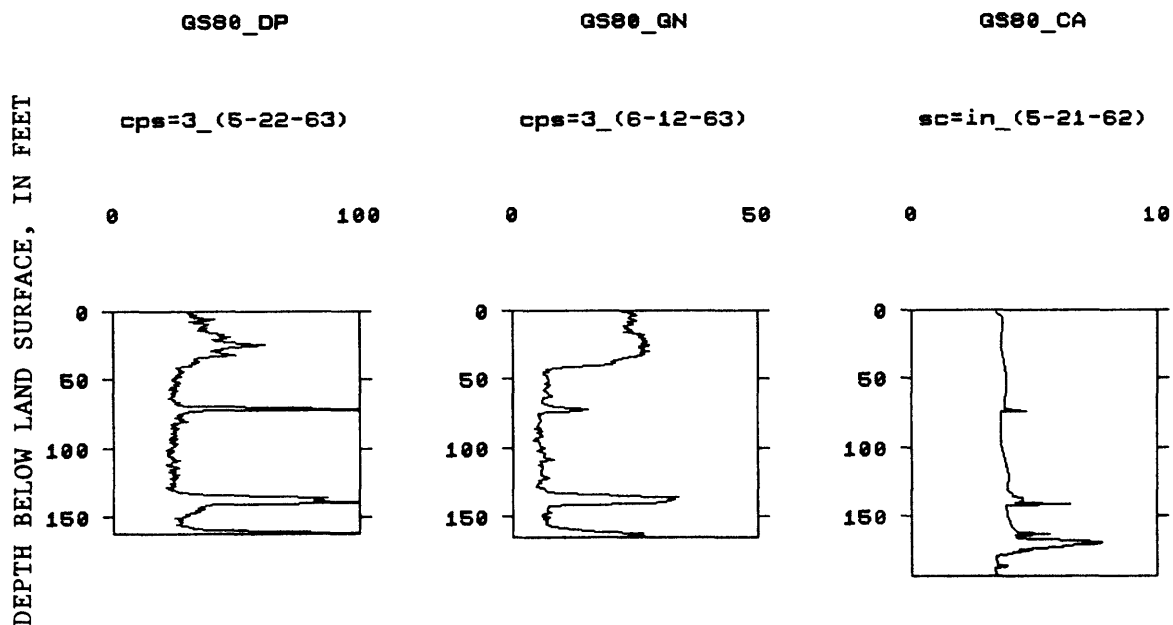 GS80_DP GS80_GN GS80_CA
cps=3_(5-22-63) cps=3_(6-12-63) sc=in_(5-21-62)
0 100 0 50 0 10
DEPTH BELOW LAND SURFACE, IN FEET
0 0 0
50 50 50
100 100 100
150 150 150